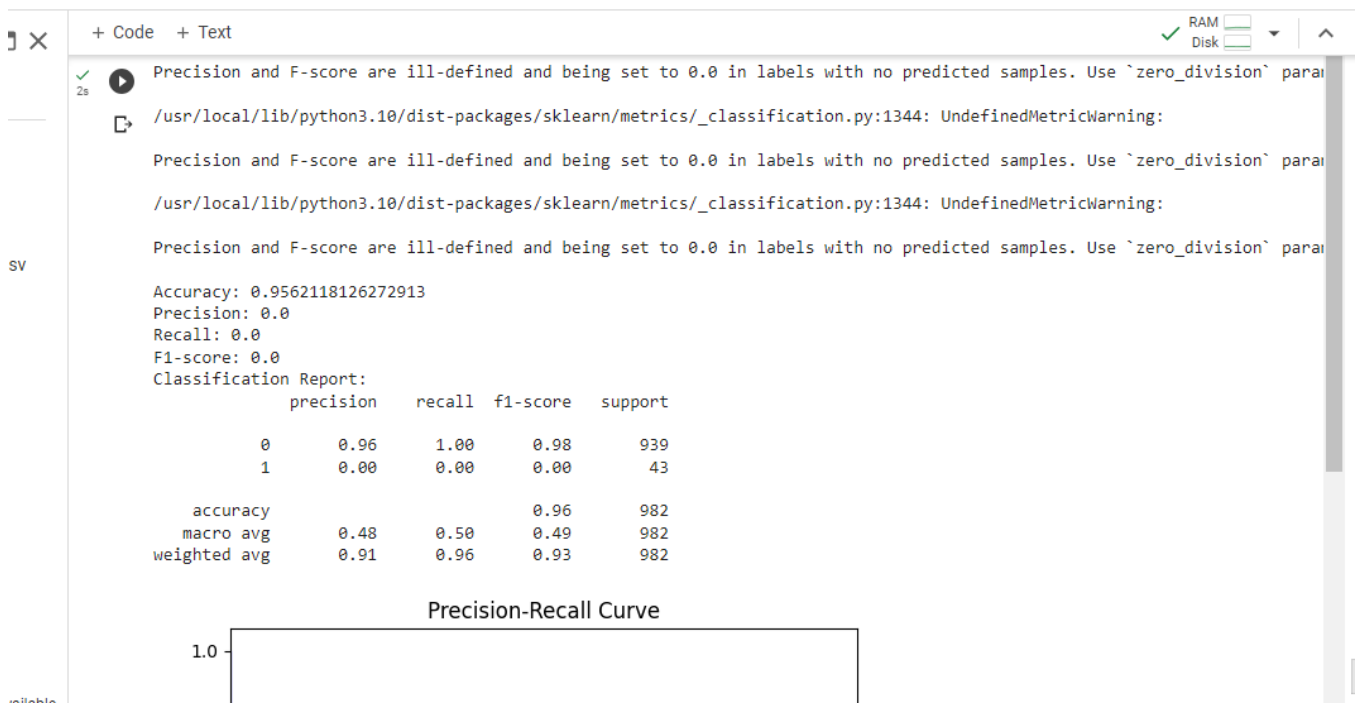 + Code + Text
RAM
Disk
2s
Precision and F-score are ill-defined and being set to 0.0 in labels with no predicted samples. Use `zero_division`
/usr/local/lib/python3.10/dist-packages/sklearn/metrics/_classification.py:1344: UndefinedMetricWarning:
Precision and F-score are ill-defined and being set to 0.0 in labels with no predicted samples. Use `zero_division`
/usr/local/lib/python3.10/dist-packages/sklearn/metrics/_classification.py:1344: UndefinedMetricWarning:
Precision and F-score are ill-defined and being set to 0.0 in labels with no predicted samples. Use `zero_division`
sv
Accuracy: 0.9562118126272913
Precision: 0.0
Recall: 0.0
F1-score: 0.0
Classification Report:
precision recall f1-score support
0 0.96 1.00 0.98 939
1 0.00 0.00 0.00 43
accuracy 0.96 982
macro avg 0.48 0.50 0.49 982
weighted avg 0.91 0.96 0.93 982
Precision-Recall Curve
1.0